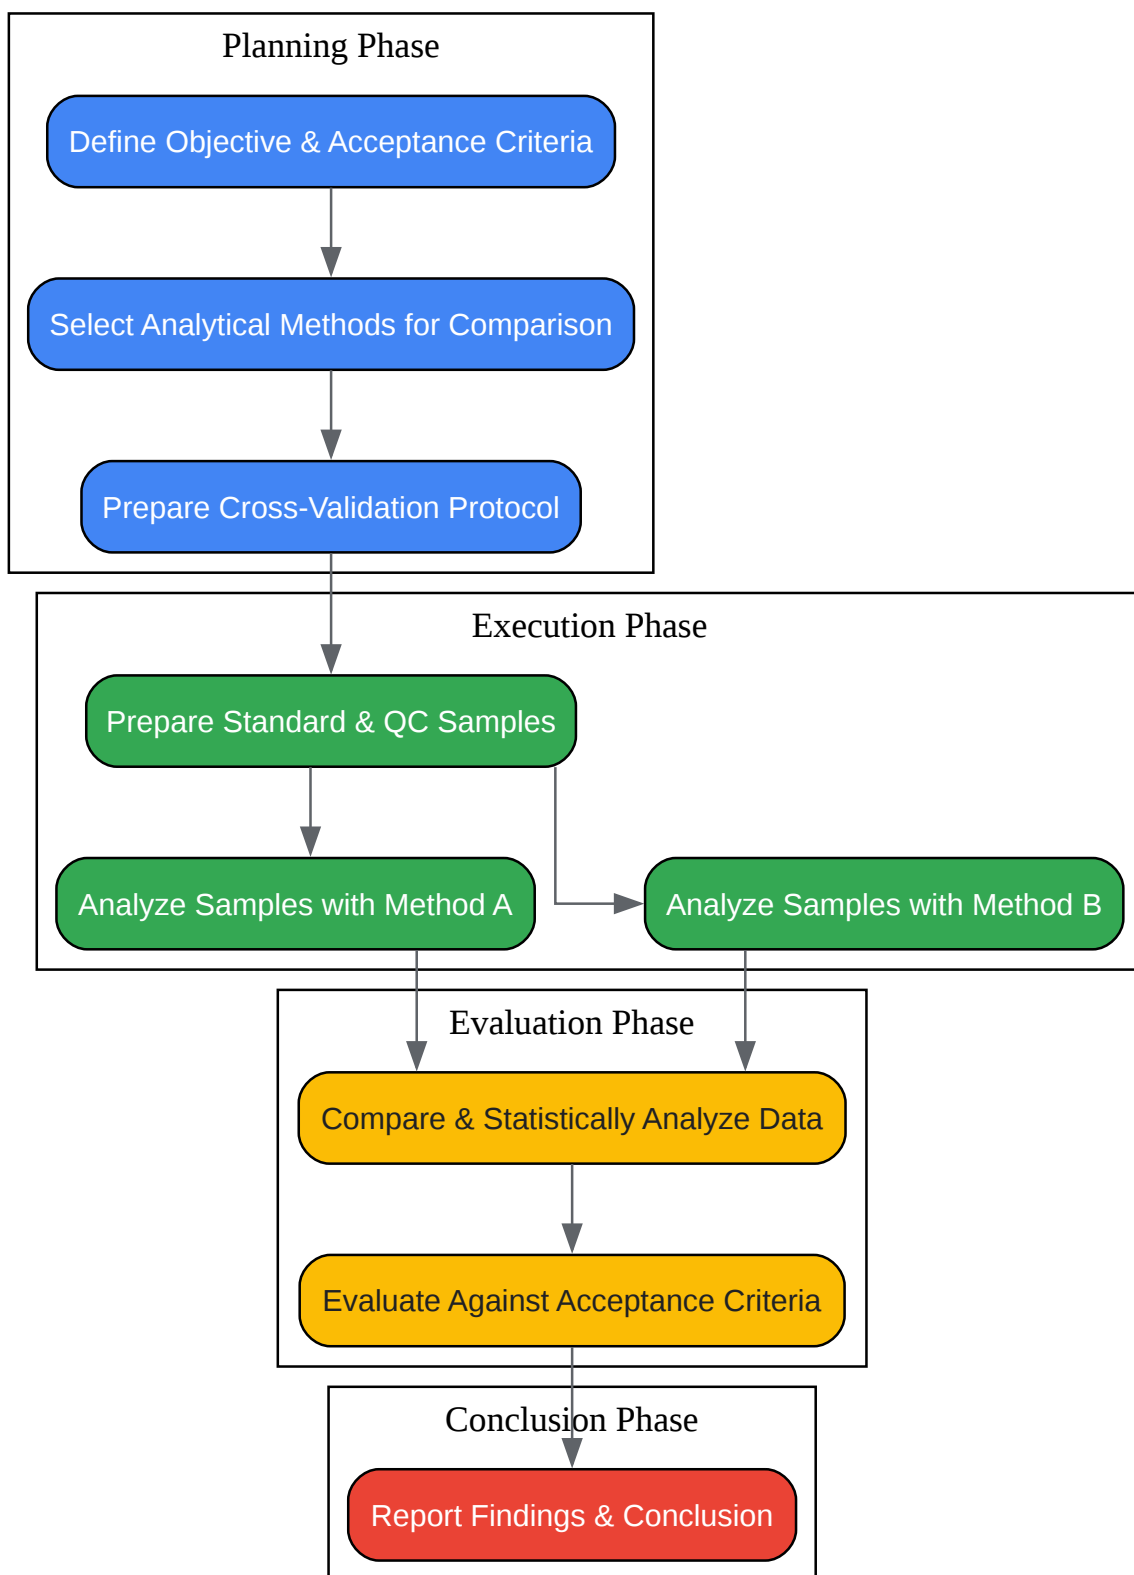 Planning Phase
Define Objective & Acceptance Criteria
Select Analytical Methods for Comparison
Prepare Cross-Validation Protocol
Execution Phase
Prepare Standard & QC Samples
Analyze Samples with Method A
Analyze Samples with Method B
Evaluation Phase
Compare & Statistically Analyze Data
Evaluate Against Acceptance Criteria
Conclusion Phase
Report Findings & Conclusion